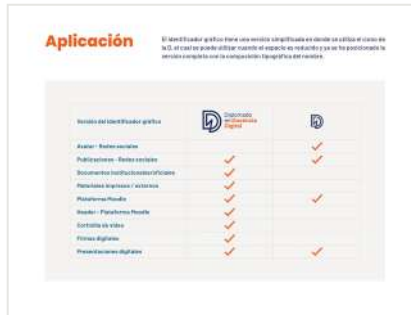 Aplicación
El identificador gráfico tiene una versión simplificada en donde se utiliza el icono de
la D, el cual se puede utilizar cuando el espacio es reducido y ya se ha posicionado la
versión completa con la composición tipográfica del nombre.
Versión del identificador gráfico
Diplomado
en Docencia
Digital
Avatar - Redes sociales
Publicaciones - Redes sociales
Documentos institucionales/oficiales
Materiales impresos / externos
Plataforma Moodle
Header - Plataforma Moodle
Cortinilla de video
Firmas digitales
Presentaciones digitales